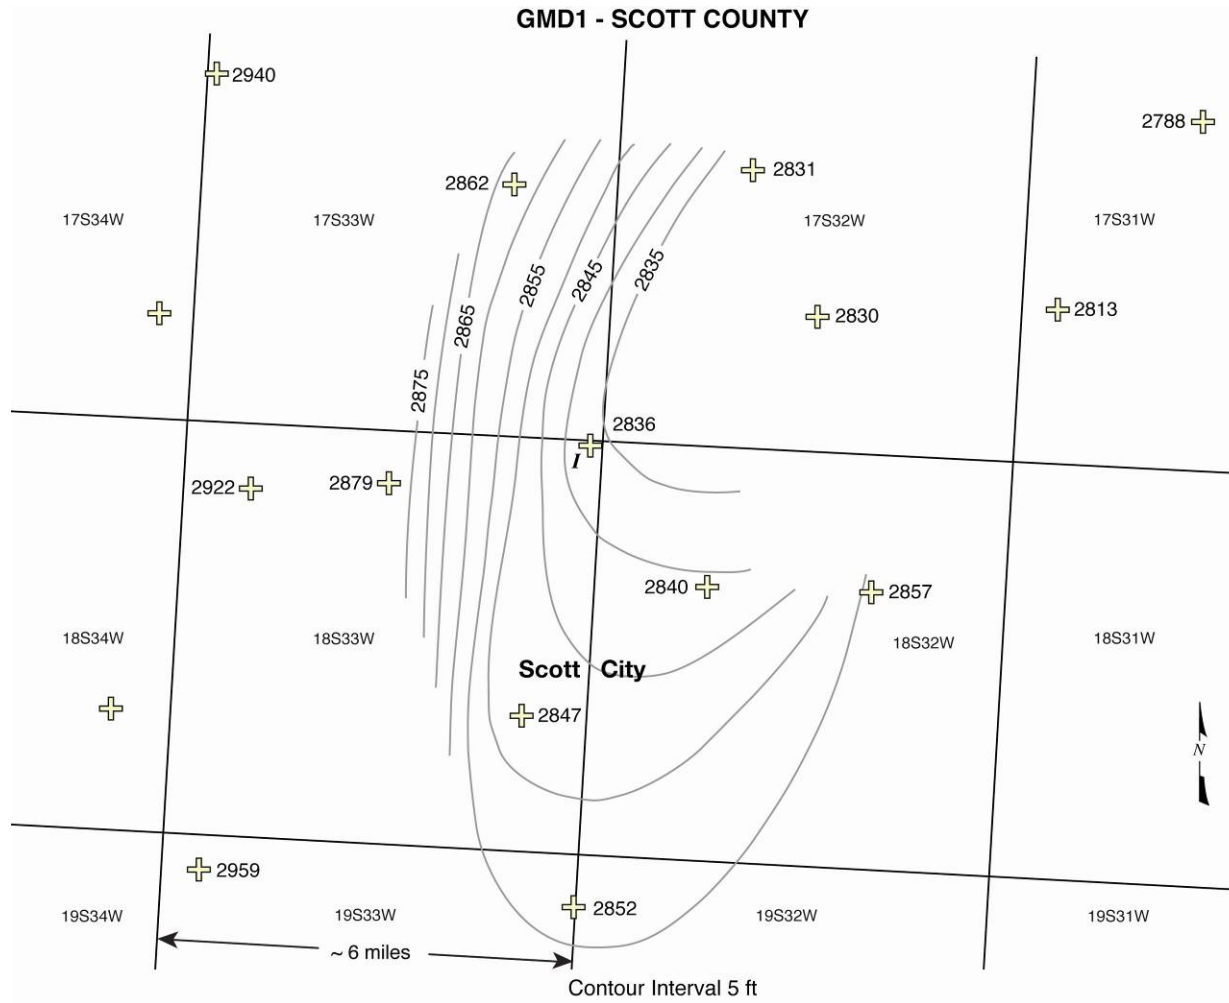 GMD1 - SCOTT COUNTY
2940
2788
2862
2831
17S34W
17S33W
17S32W
17S31W
2855
2845
2835
2865
2830
2813
2875
2836
I
2922
2879
2840
2857
18S34W
18S33W
18S32W
18S31W
Scott City
2847
N
2959
2852
19S34W
19S33W
19S32W
19S31W
~ 6 miles
Contour Interval 5 ft